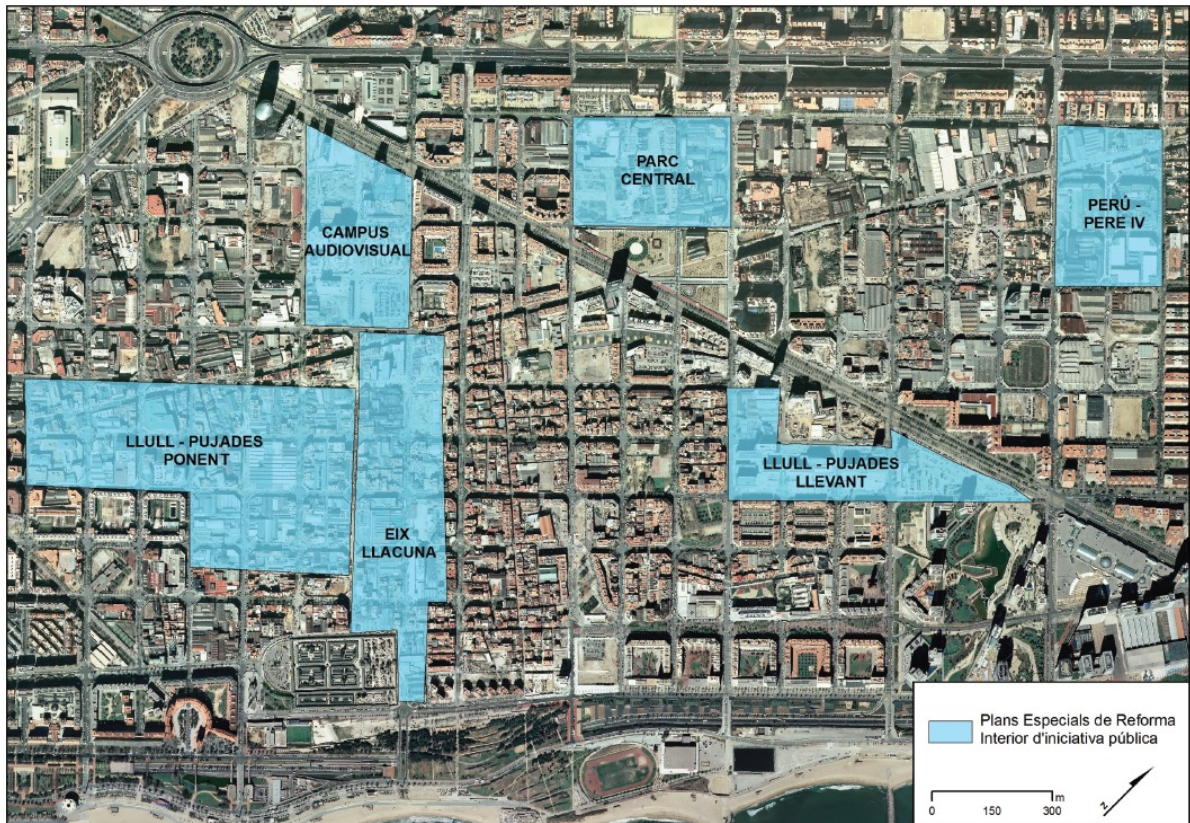 PARC
CENTRAL
PERÚ -
PERE IV
CAMPUS
AUDIOVISUAL
LLULL - PUJADES
PONENT
LLULL - PUJADES
LLEVANT
EIX
LLACUNA
Plans Especials de Reforma
Interior d'iniciativa pública
m
0 150 300
N